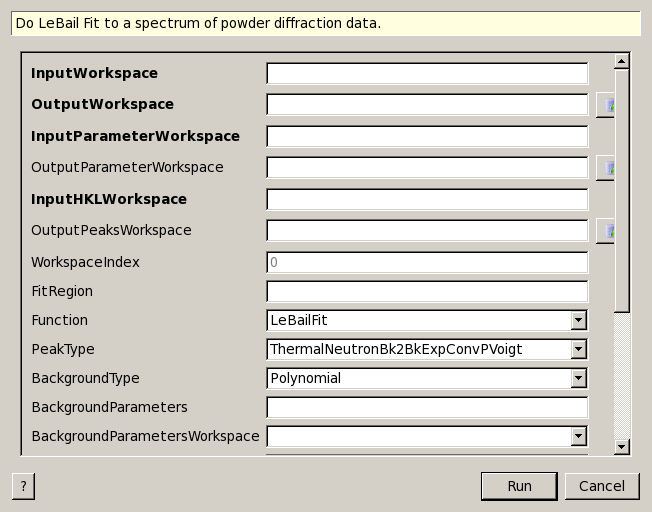 Do LeBail Fit to a spectrum of powder diffraction data.
InputWorkspace
OutputWorkspace
InputParameterWorkspace
OutputParameterWorkspace
InputHKLWorkspace
OutputPeaksWorkspace
WorkspaceIndex 0
FitRegion
Function LeBailFit
PeakType ThermalNeutronBk2BkExpConvPVoigt
BackgroundType Polynomial
BackgroundParameters
BackgroundParametersWorkspace
? Run Cancel